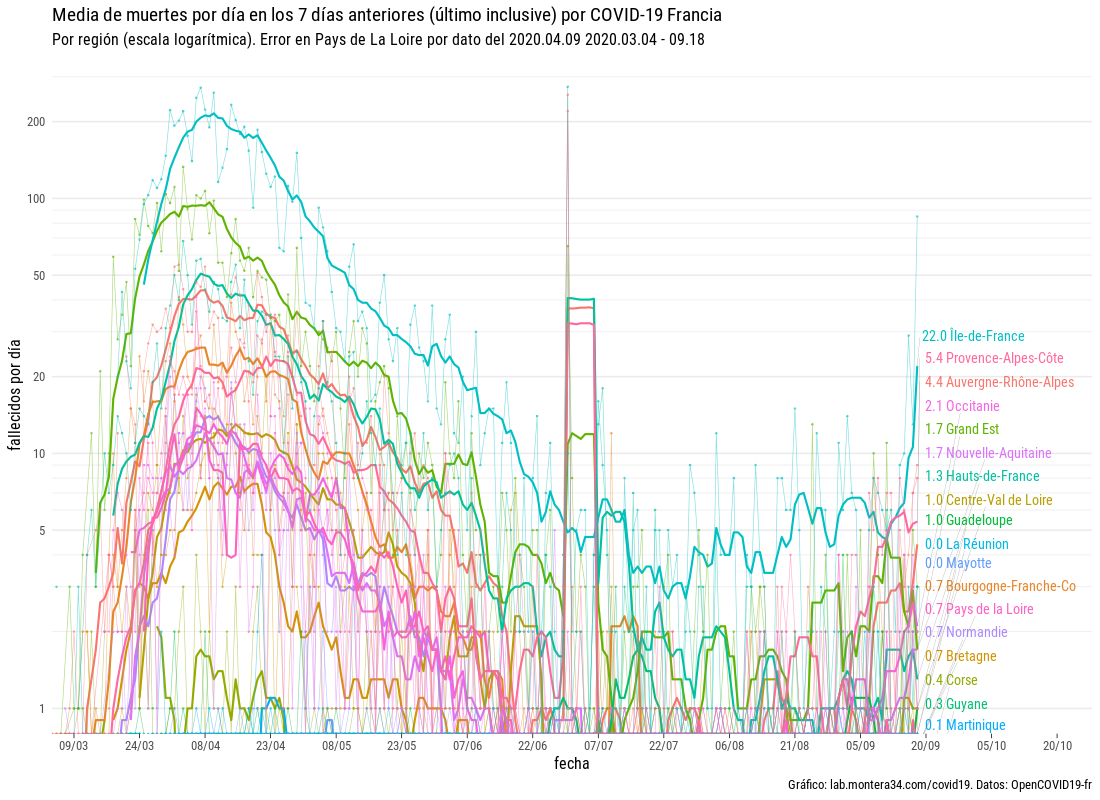 Media de muertes por día en los 7 días anteriores (último inclusive) por COVID-19 Francia
Por región (escala logarítmica). Error en Pays de La Loire por dato del 2020.04.09 2020.03.04 - 09.18
fallecidos por día
200
100
50
20
10
5
1
22.0 Île-de-France
5.4 Provence-Alpes-Côte
4.4 Auvergne-Rhône-Alpes
2.1 Occitanie
1.7 Grand Est
1.7 Nouvelle-Aquitaine
1.3 Hauts-de-France
1.0 Centre-Val de Loire
1.0 Guadeloupe
0.0 La Réunion
0.0 Mayotte
0.7 Bourgogne-Franche-Co
0.7 Pays de la Loire
0.7 Normandie
0.7 Bretagne
0.4 Corse
0.3 Guyane
0.1 Martinique
09/03 24/03 08/04 23/04 08/05 23/05 07/06 22/06 07/07 22/07 06/08 21/08 05/09 20/09 05/10 20/10
fecha
Gráfico: lab.montera34.com/covid19. Datos: OpenCOVID19-fr